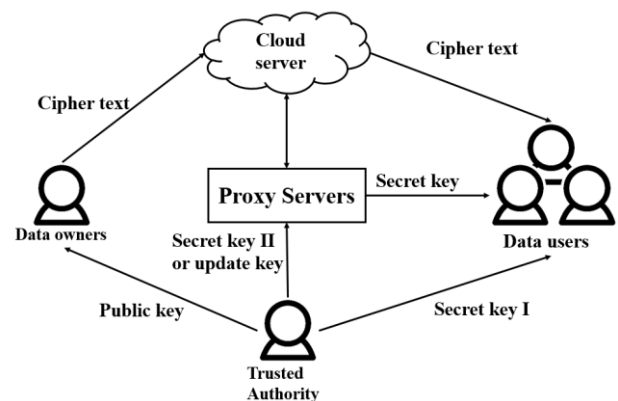 Cloud
server
Cipher text
Cipher text
Proxy Servers
Secret key
Data owners
Data users
Secret key II
or update key
Public key
Secret key I
Trusted
Authority